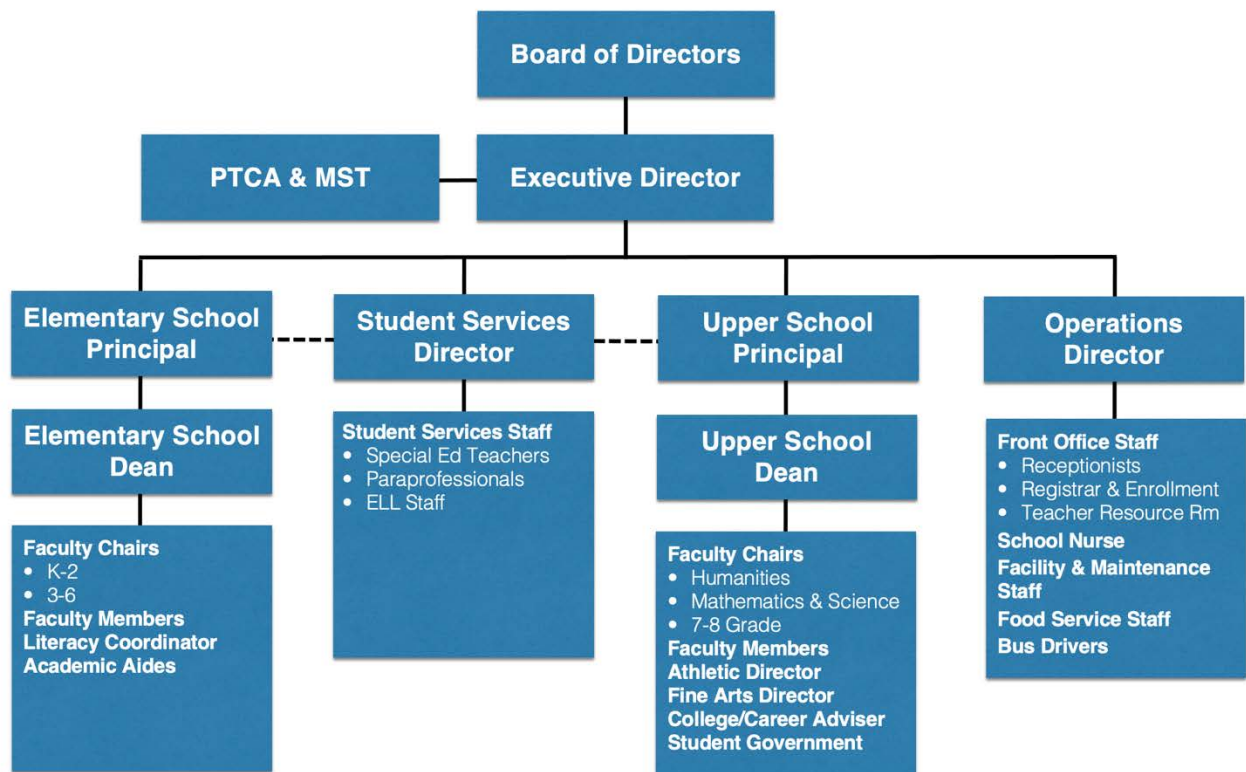 Board of Directors
PTCA & MST
Executive Director
Elementary School
Principal
Student Services
Director
Upper School
Principal
Operations
Director
Elementary School
Dean
Faculty Chairs
• K-2
• 3-6
Faculty Members
Literacy Coordinator
Academic Aides
Student Services Staff
• Special Ed Teachers
• Paraprofessionals
• ELL Staff
Upper School
Dean
Faculty Chairs
• Humanities
• Mathematics & Science
• 7-8 Grade
Faculty Members
Athletic Director
Fine Arts Director
College/Career Adviser
Student Government
Front Office Staff
• Receptionists
• Registrar & Enrollment
• Teacher Resource Rm
School Nurse
Facility & Maintenance
Staff
Food Service Staff
Bus Drivers